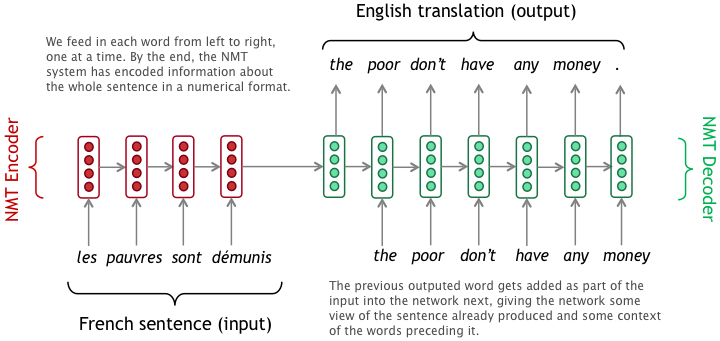 English translation (output)
We feed in each word from left to right,
one at a time. By the end, the NMT
system has encoded information about
the whole sentence in a numerical format.
the poor don't have any money .
NMT Encoder
NMT Decoder
les pauvres sont démunis
the poor don't have any money
French sentence (input)
The previous outputed word gets added as part of the
input into the network next, giving the network some
view of the sentence already produced and some context
of the words preceding it.